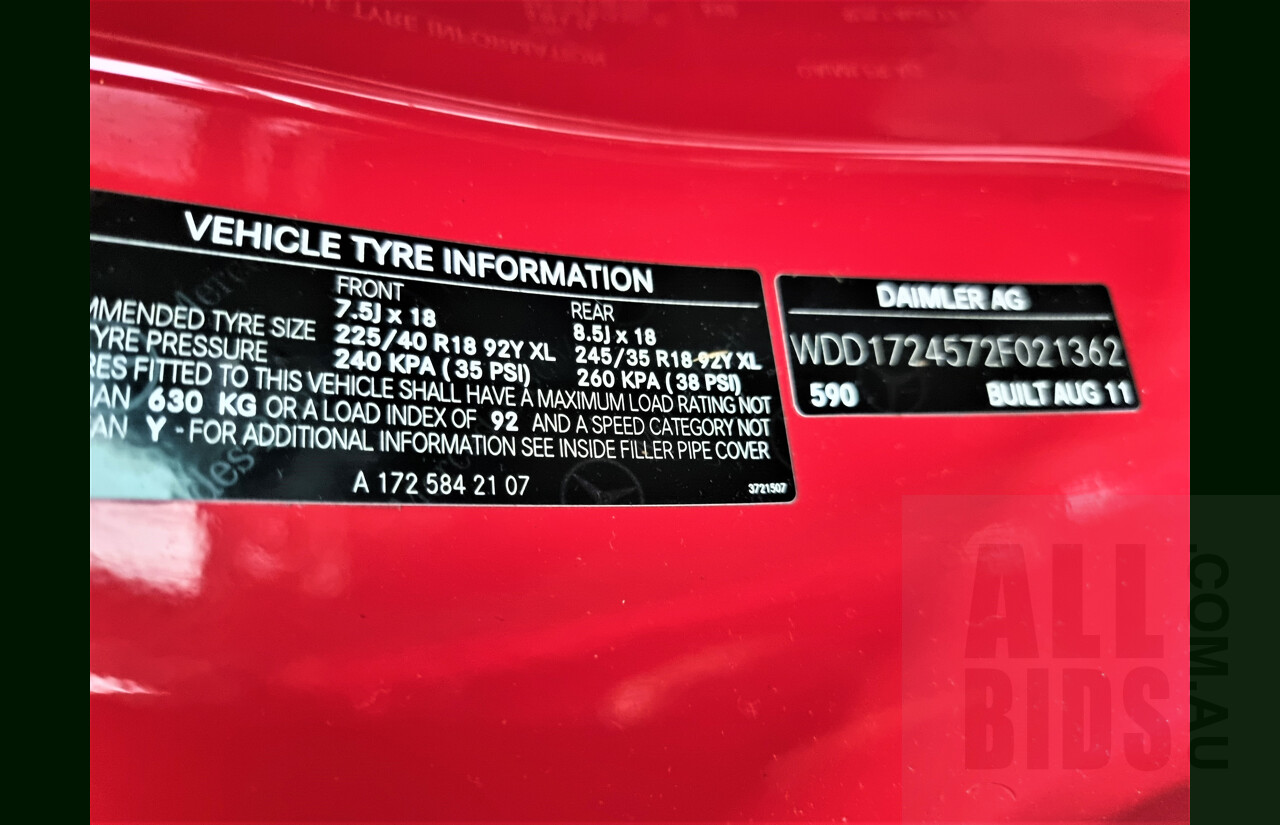 VEHICLE TYRE INFORMATION
FRONT REAR
7.5J x 18 8.5J x 18
MMENDED TYRE SIZE 225/40 R18 92Y XL 245/35 R18 92Y XL
YRE PRESSURE 240 KPA ( 35 PSI) 260 KPA ( 38 PSI)
RES FITTED TO THIS VEHICLE SHALL HAVE A MAXIMUM LOAD RATING NOT
AN 630 KG OR A LOAD INDEX OF 92 AND A SPEED CATEGORY NOT
AN Y - FOR ADDITIONAL INFORMATION SEE INSIDE FILLER PIPE COVER
A 172 584 21 07
3721507
DAIMLER AG
WDD1724572F021362
590 BUILT AUG 11
ALL
BIDS
.COM.AU